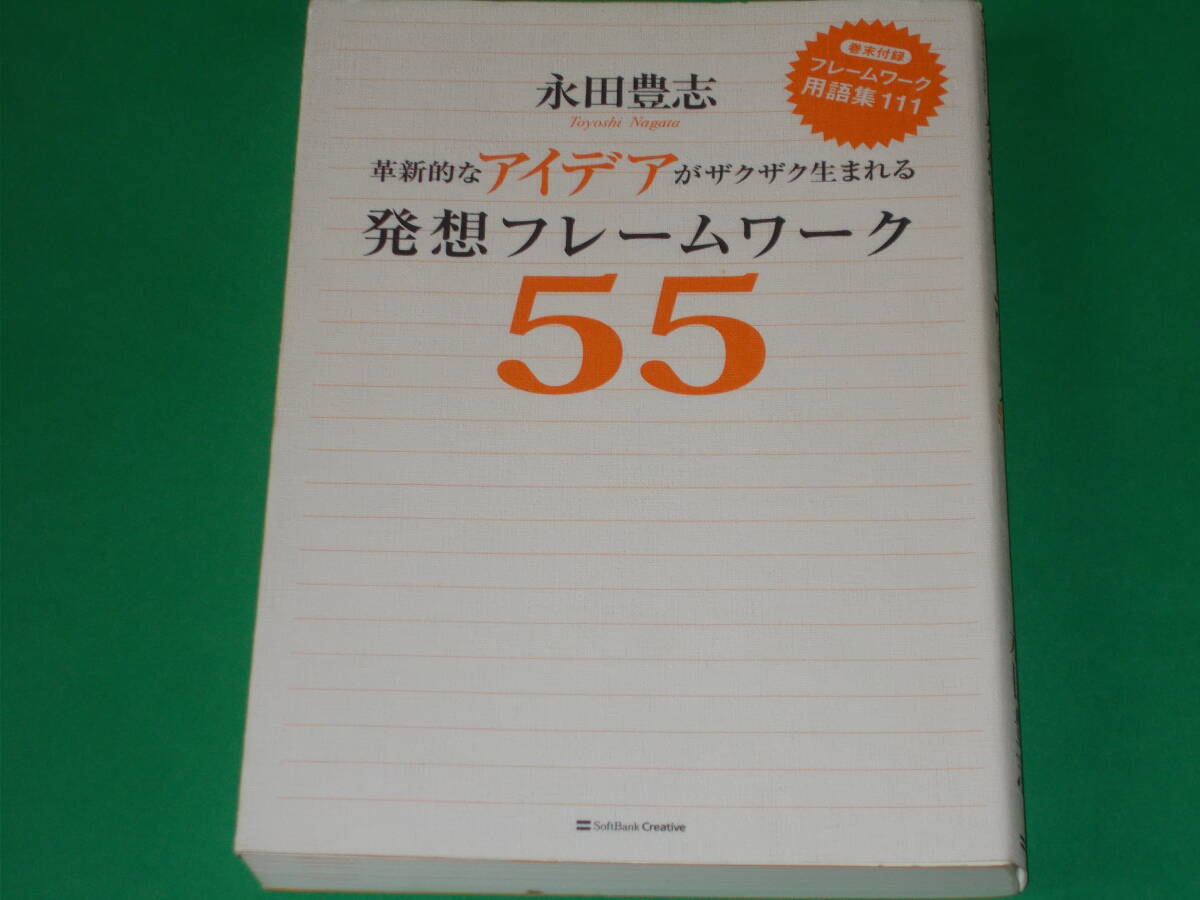 永田豊志
Toyoshi Nagata
巻末付録
フレームワーク
用語集111
革新的なアイデアがザクザク生まれる
発想フレームワーク
55
SoftBank Creative